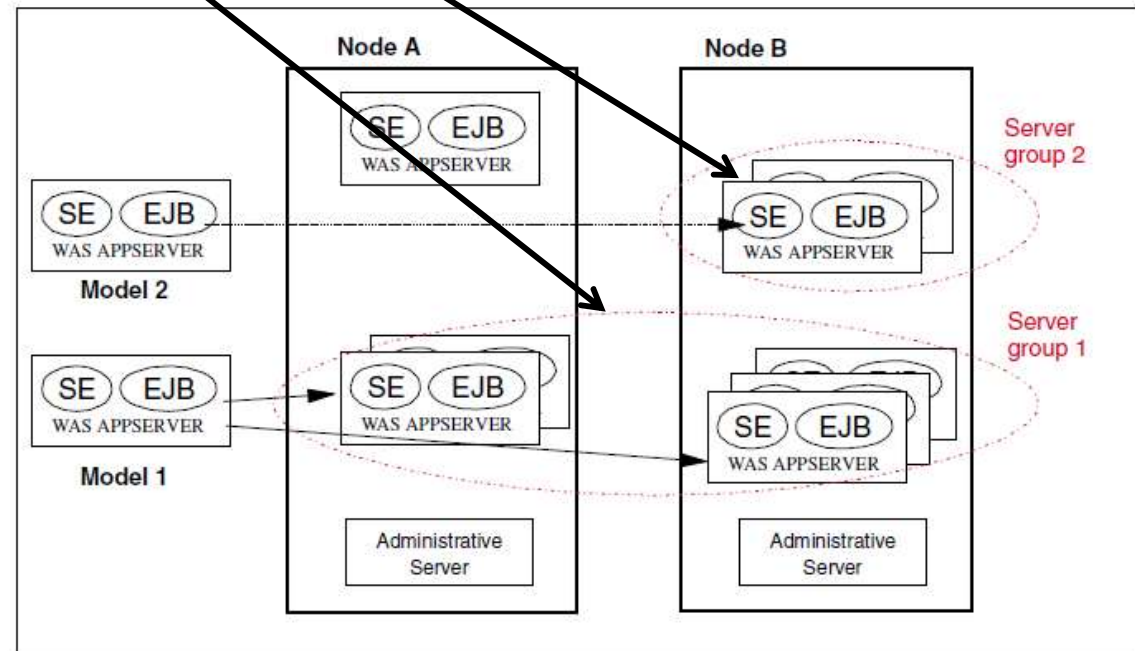 Node A
Node B
SE EJB
WAS APPSERVER
Server
group 2
SE EJB
WAS APPSERVER
Model 2
SE EJB
WAS APPSERVER
Server
group 1
SE EJB
WAS APPSERVER
Model 1
SE EJB
WAS APPSERVER
SE EJB
WAS APPSERVER
Administrative
Server
Administrative
Server